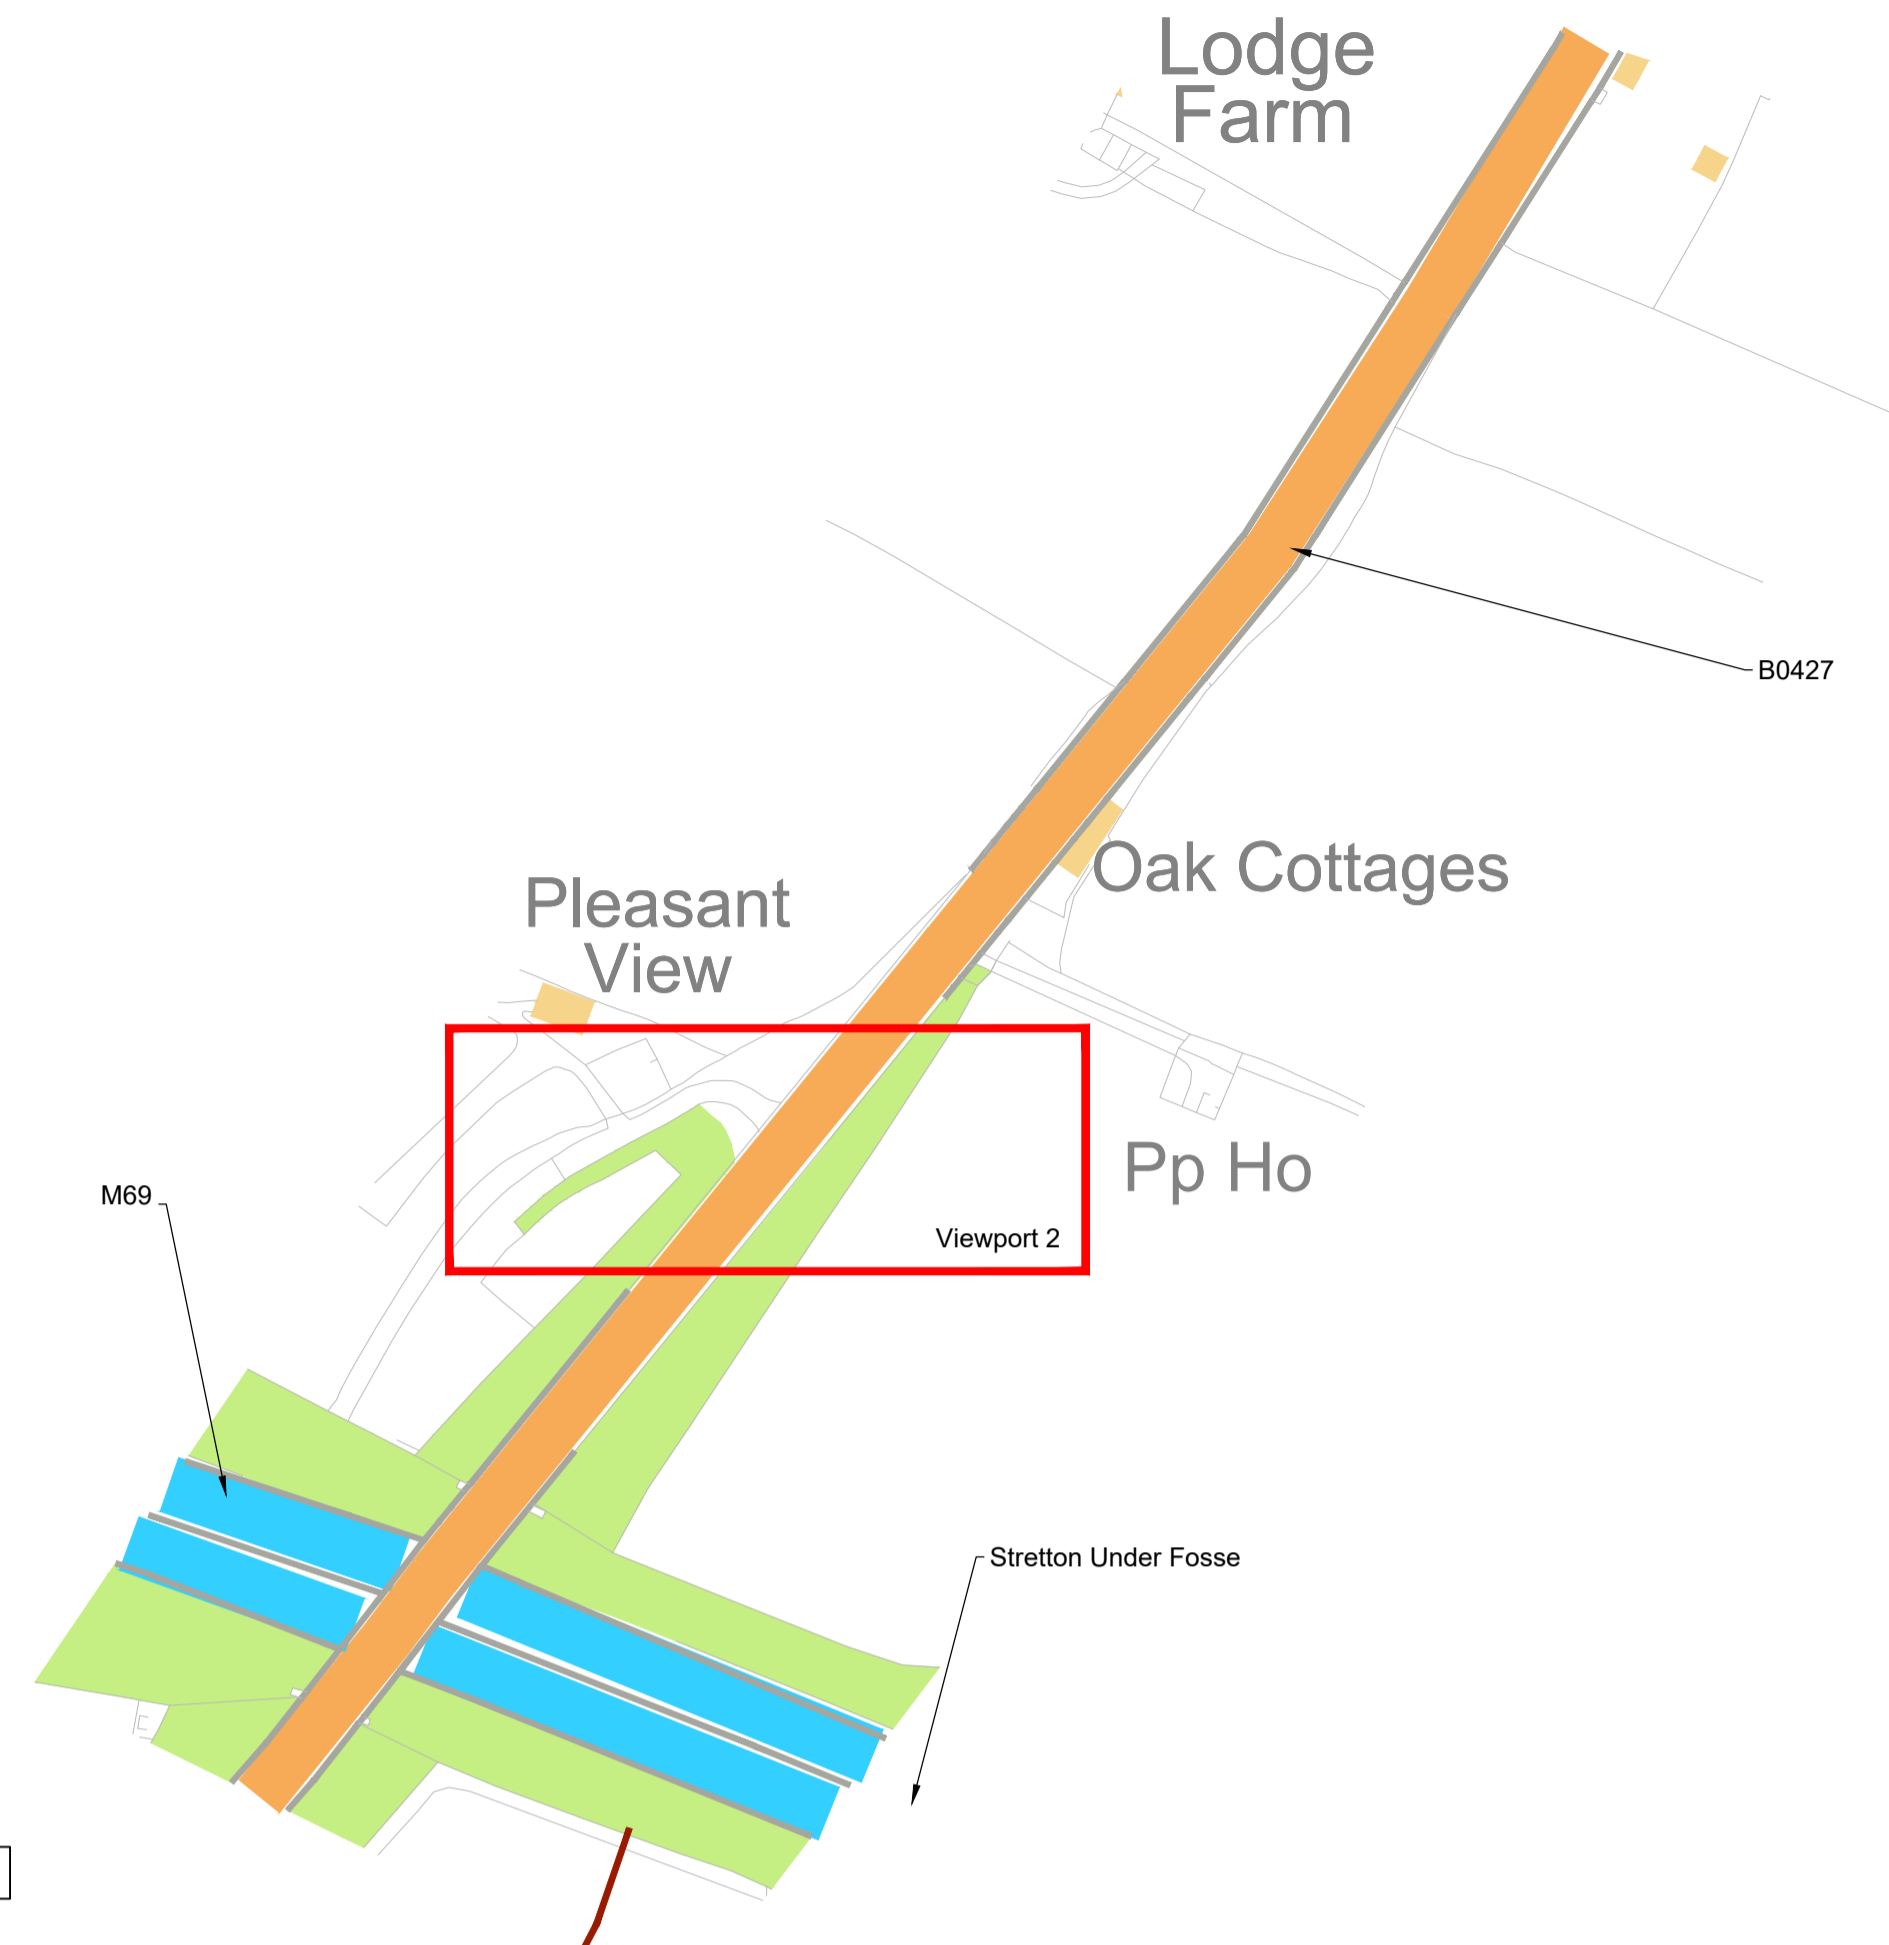 Lodge
Farm
B0427
Oak Cottages
Pleasant
View
Pp Ho
M69
Viewport 2
Stretton Under Fosse